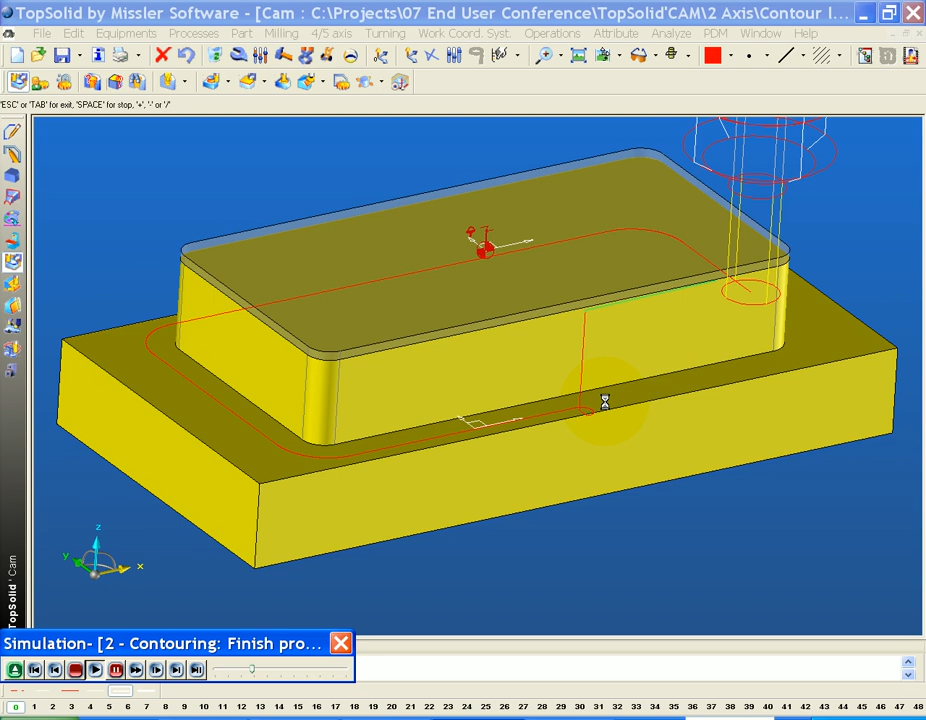 TopSolid by Missler Software - [Cam : C:\Projects\07 End User Conference\TopSolid'CAM\2 Axis\Contour I...
File Edit Equipments Processes Part Milling 4/5 axis Turning Work Coord. Syst. Operations Attribute Analyze PDM Window Help
'ESC' or 'TAB' for exit, 'SPACE' for stop, '+', '-' or '/'
z
y
x
TopSolid ' Cam
Simulation- [2 - Contouring: Finish pro...
0 1 2 3 4 5 6 7 8 9 10 11 12 13 14 15 16 17 18 19 20 21 22 23 24 25 26 27 28 29 30 31 32 33 34 35 36 37 38 39 40 41 42 43 44 45 46 47 48